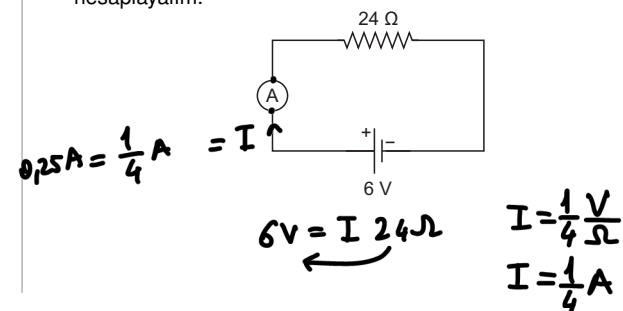 hesaplayalım.
24 Ω
A
0,25A = 1/4 A = I
+ −
6 V
6V = I 24Ω
I = 1/4 V/Ω
I = 1/4 A